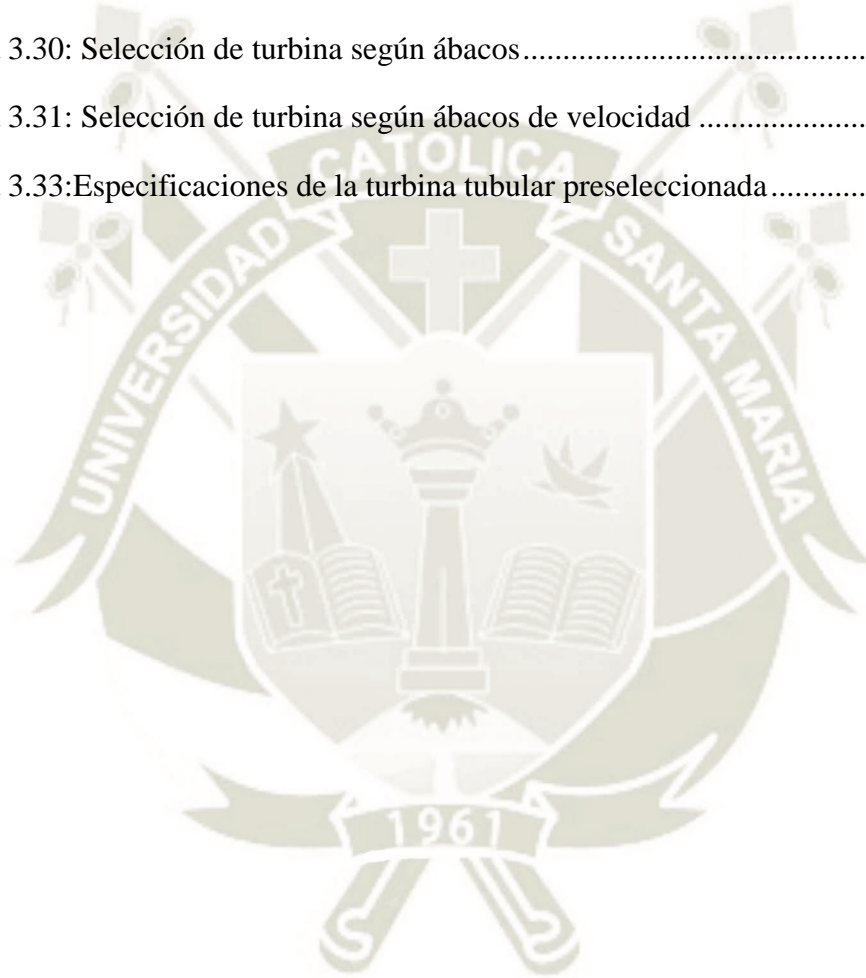 . 3.30: Selección de turbina según ábacos.......................................
. 3.31: Selección de turbina según ábacos de velocidad ...................
. 3.33:Especificaciones de la turbina tubular preseleccionada...........
UNIVERSIDAD CATOLICA SANTA MARIA
1961